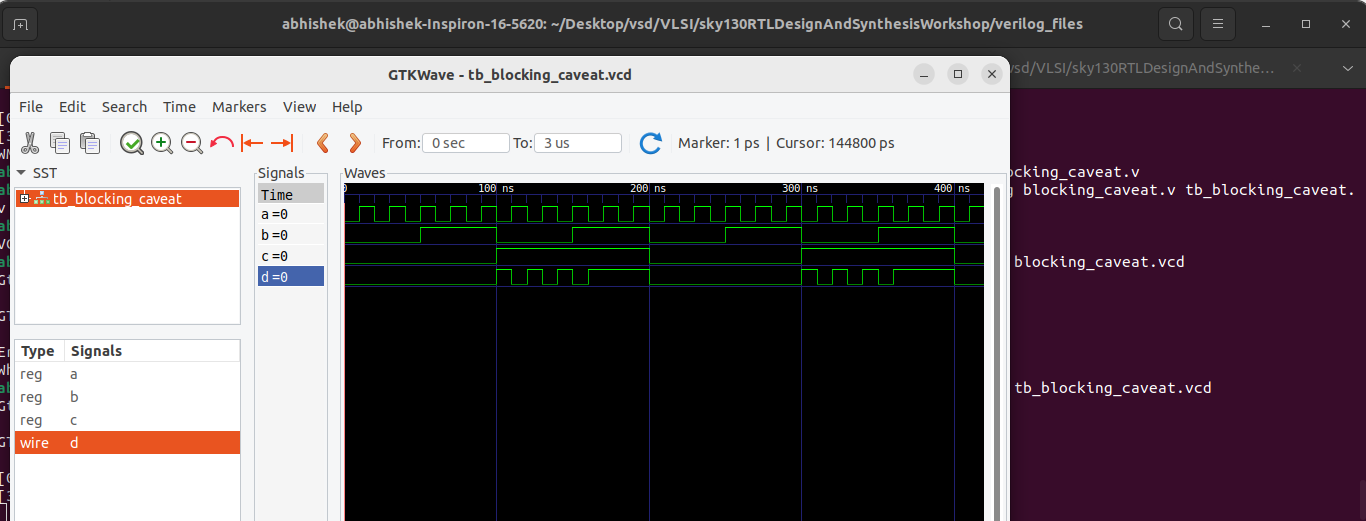 abhishek@abhishek-Inspiron-16-5620: ~/Desktop/vsd/VLSI/sky130RTLDesignAndSynthesisWorkshop/verilog_files
vsd/VLSI/sky130RTLDesignAndSynthe...
GTKWave - tb_blocking_caveat.vcd
File Edit Search Time Markers View Help
From: 0 sec To: 3 us Marker: 1 ps | Cursor: 144800 ps
SST
Signals
Waves
tb_blocking_caveat
Time
0 100 ns 200 ns 300 ns 400 ns
a=0
b=0
c=0
d=0
Type Signals
reg a
reg b
reg c
wire d
ocking_caveat.v
blocking_caveat.v tb_blocking_caveat.
v
blocking_caveat.vcd
tb_blocking_caveat.vcd